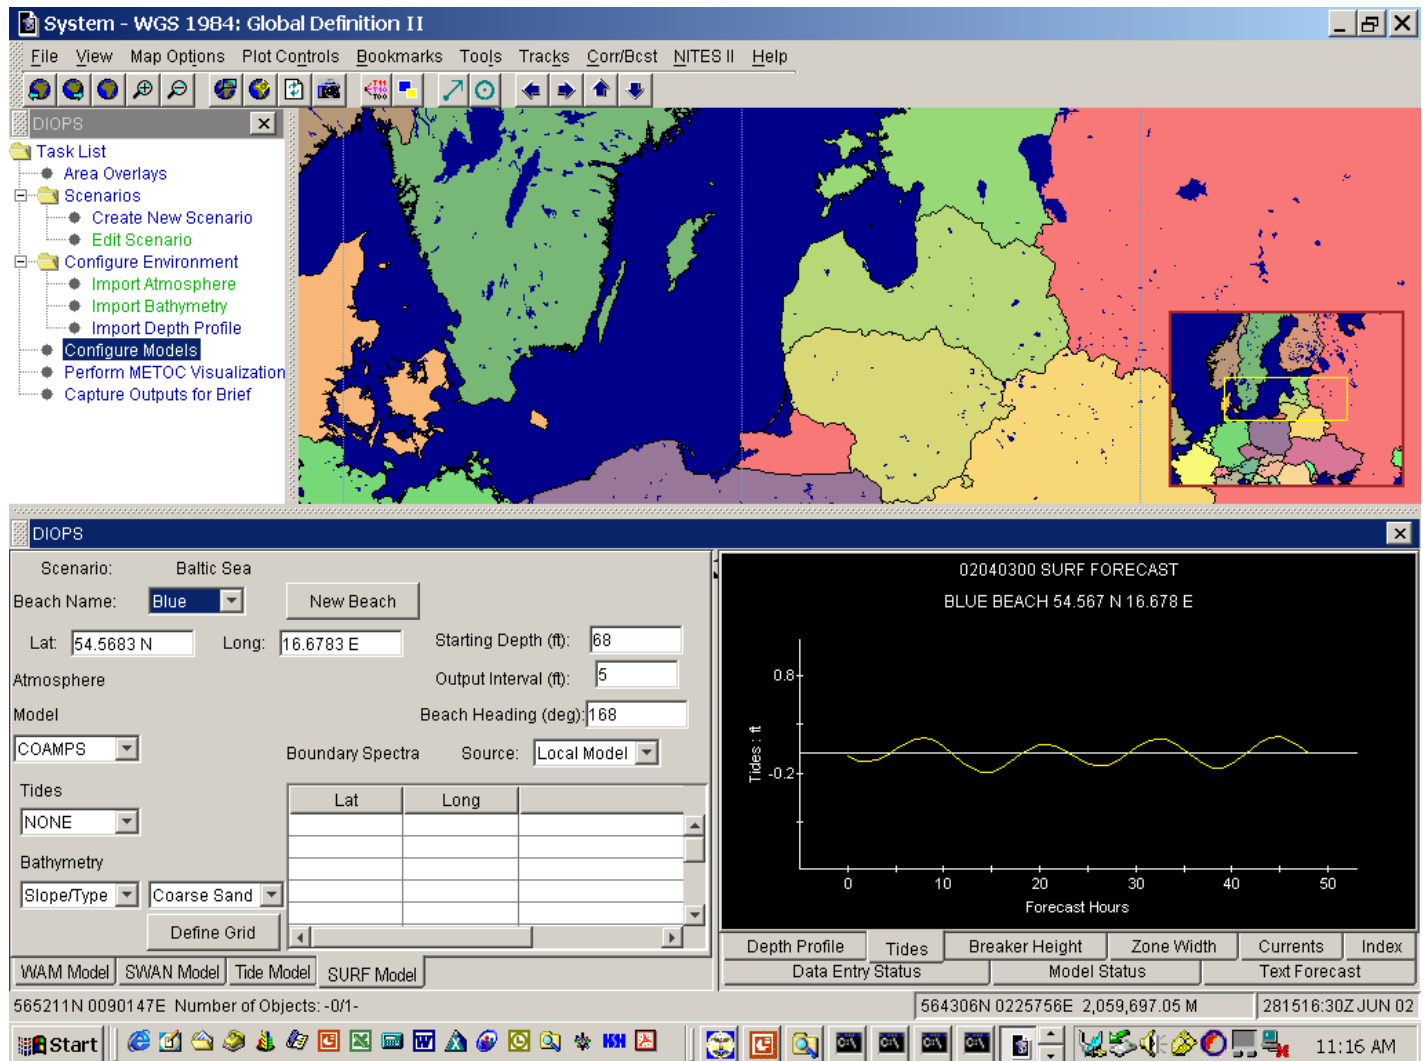 System - WGS 1984: Global Definition II
File View Map Options Plot Controls Bookmarks Tools Tracks Corr/Bcst NITES II Help
T11
T10
T00
DIOPS
Task List
Area Overlays
Scenarios
Create New Scenario
Edit Scenario
Configure Environment
Import Atmosphere
Import Bathymetry
Import Depth Profile
Configure Models
Perform METOC Visualization
Capture Outputs for Brief
DIOPS
Scenario: Baltic Sea
Beach Name: Blue New Beach
Lat: 54.5683 N Long: 16.6783 E Starting Depth (ft): 68
Atmosphere Output Interval (ft): 5
Model Beach Heading (deg): 168
COAMPS Boundary Spectra Source: Local Model
Tides
NONE
Lat Long
Bathymetry
Slope/Type Coarse Sand
Define Grid
WAM Model SWAN Model Tide Model SURF Model
02040300 SURF FORECAST
BLUE BEACH 54.567 N 16.678 E
0.8
-0.2
Tides : ft
0 10 20 30 40 50
Forecast Hours
Depth Profile Tides Breaker Height Zone Width Currents Index
Data Entry Status Model Status Text Forecast
565211N 0090147E Number of Objects: -0/1-
564306N 0225756E 2,059,697.05 M
281516:30Z JUN 02
Start
11:16 AM